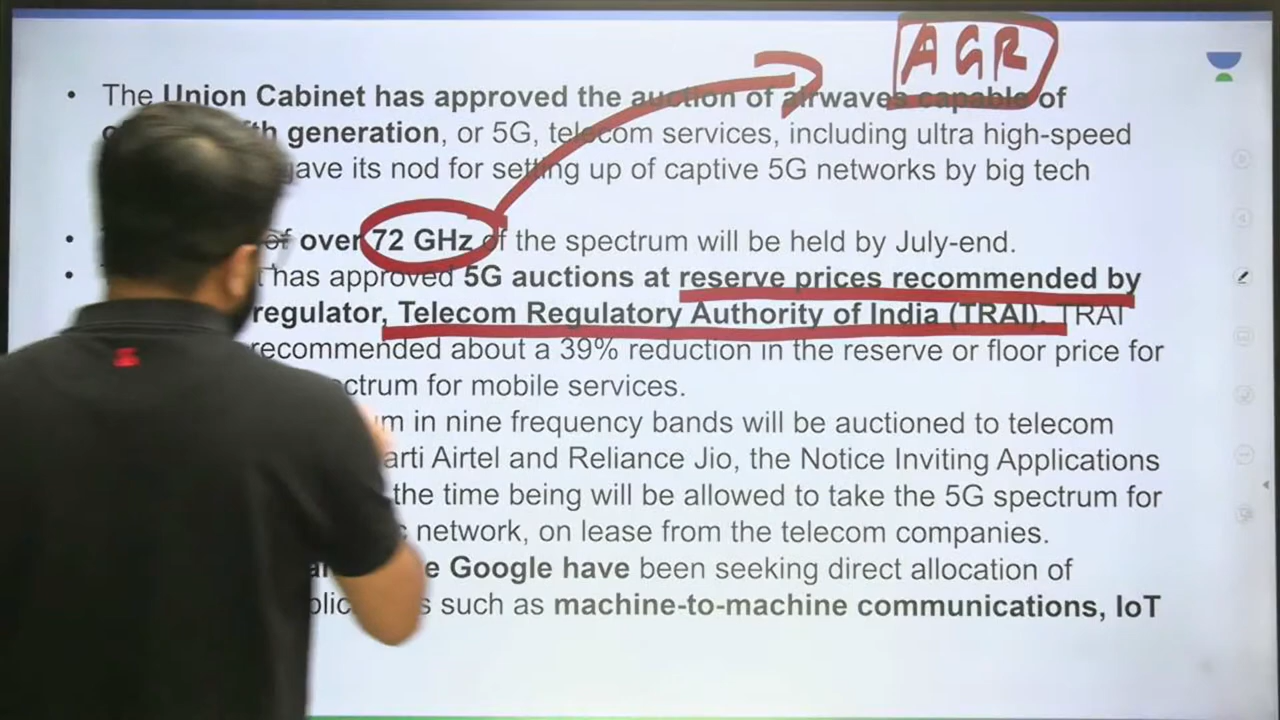 AGR
• The Union Cabinet has approved the auction of airwaves capable of
generation, or 5G, telecom services, including ultra high-speed
gave its nod for setting up of captive 5G networks by big tech
• of over 72 GHz of the spectrum will be held by July-end.
• has approved 5G auctions at reserve prices recommended by
regulator, Telecom Regulatory Authority of India (TRAI). TRAI
recommended about a 39% reduction in the reserve or floor price for
for mobile services.
in nine frequency bands will be auctioned to telecom
Airtel and Reliance Jio, the Notice Inviting Applications
the time being will be allowed to take the 5G spectrum for
network, on lease from the telecom companies.
Google have been seeking direct allocation of
such as machine-to-machine communications, IoT